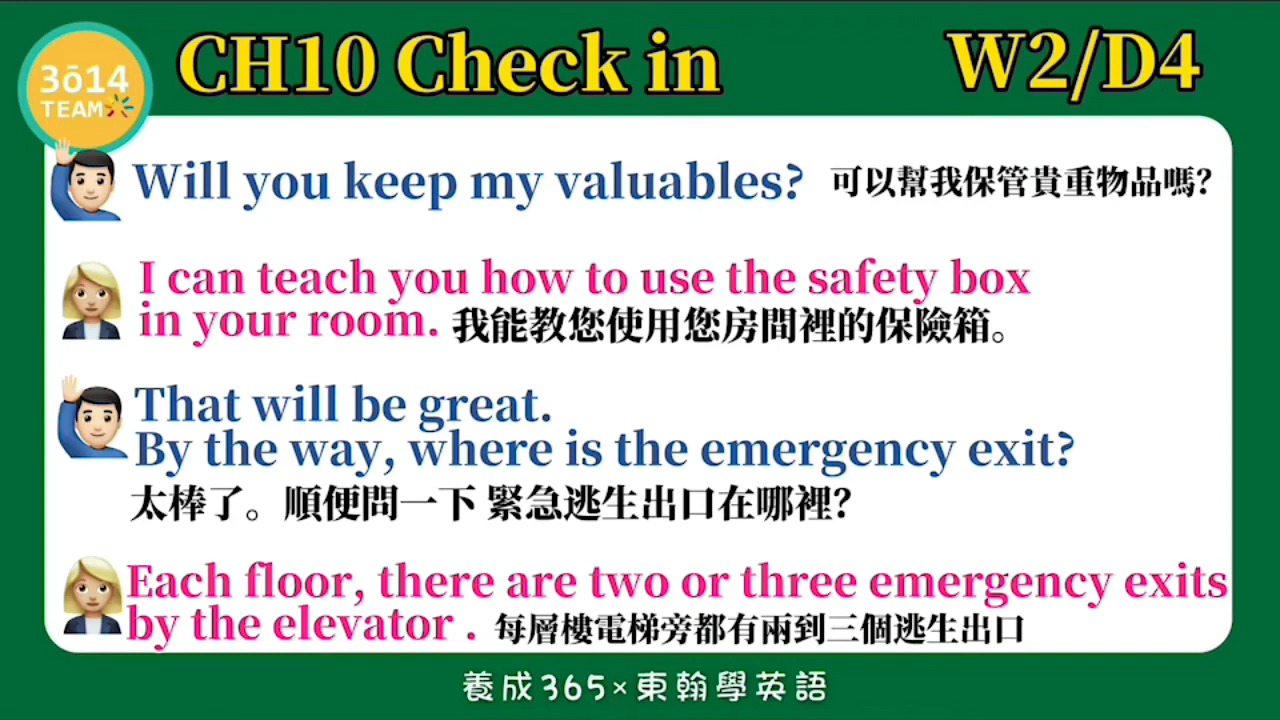 CH10 Check in
W2/D4
3ō14
TEAM
Will you keep my valuables? 可以幫我保管貴重物品嗎?
I can teach you how to use the safety box
in your room. 我能教您使用您房間裡的保險箱。
That will be great.
By the way, where is the emergency exit?
太棒了。順便問一下 緊急逃生出口在哪裡?
Each floor, there are two or three emergency exits
by the elevator . 每層樓電梯旁都有兩到三個逃生出口
養成365×東翰學英語